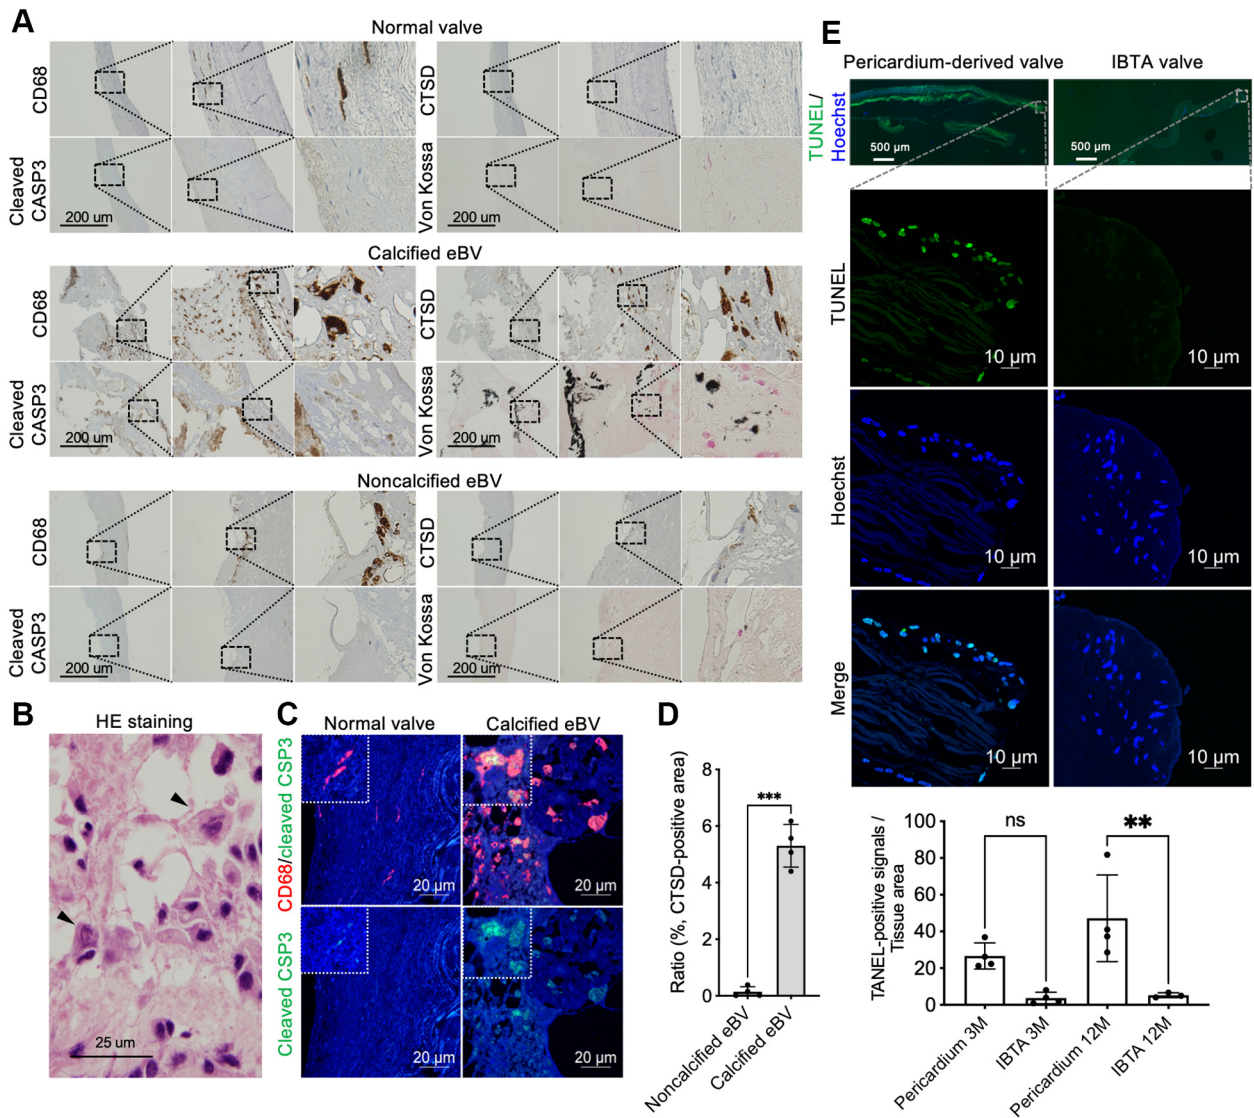 A
Normal valve
CD68
CTSD
Cleaved
CASP3
200 um
Von Kossa
200 um
Calcified eBV
CD68
CTSD
Cleaved
CASP3
200 um
Von Kossa
200 um
Noncalcified eBV
CD68
CTSD
Cleaved
CASP3
200 um
Von Kossa
200 um
B
HE staining
25 um
C
Normal valve
Calcified eBV
CD68/cleaved CSP3
20 µm
20 µm
Cleaved CSP3
20 µm
20 µm
D
Ratio (%, CTSD-positive area)
8
6
4
2
0
***
Noncalcified eBV
Calcified eBV
E
Pericardium-derived valve
IBTA valve
TUNEL/
Hoechst
500 µm
500 µm
TUNEL
10 µm
10 µm
Hoechst
10 µm
10 µm
Merge
10 µm
10 µm
TANEL-positive signals /
Tissue area
100
80
60
40
20
0
ns
**
Pericardium 3M
IBTA 3M
Pericardium 12M
IBTA 12M